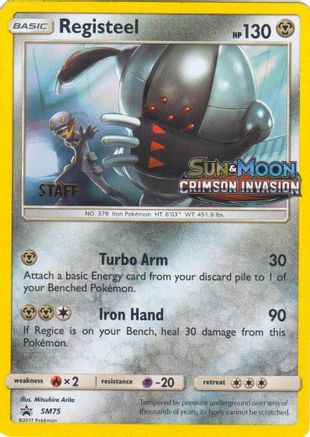 BASIC Registeel HP 130
STAFF
SUN & MOON
CRIMSON INVASION
NO. 379 Iron Pokémon HT: 6'03" WT: 451.9 lbs.
Turbo Arm 30
Attach a basic Energy card from your discard pile to 1 of
your Benched Pokémon.
Iron Hand 90
If Regice is on your Bench, heal 30 damage from this
Pokémon.
weakness × 2 resistance -20 retreat
Illus. Mitsuhiro Arita
SM75
©2017 Pokémon
Tempered by pressure underground over tens of
thousands of years, its body cannot be scratched.